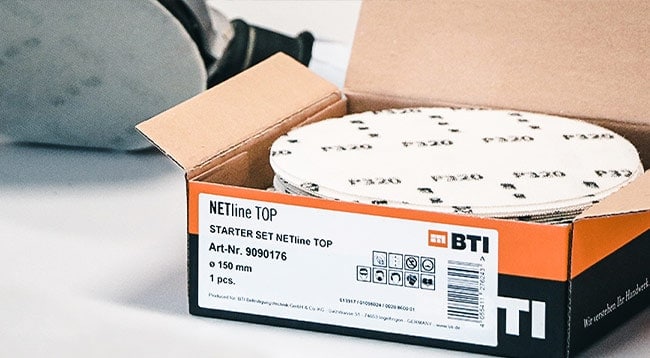 P320 P320 P320
P320 P320
P320 P320
NETline TOP
STARTER SET NETline TOP
Art-Nr. 9090176
ø 150 mm
1 pcs.
BTI
A
BTI
Wir verstehen Ihr Handwerk.